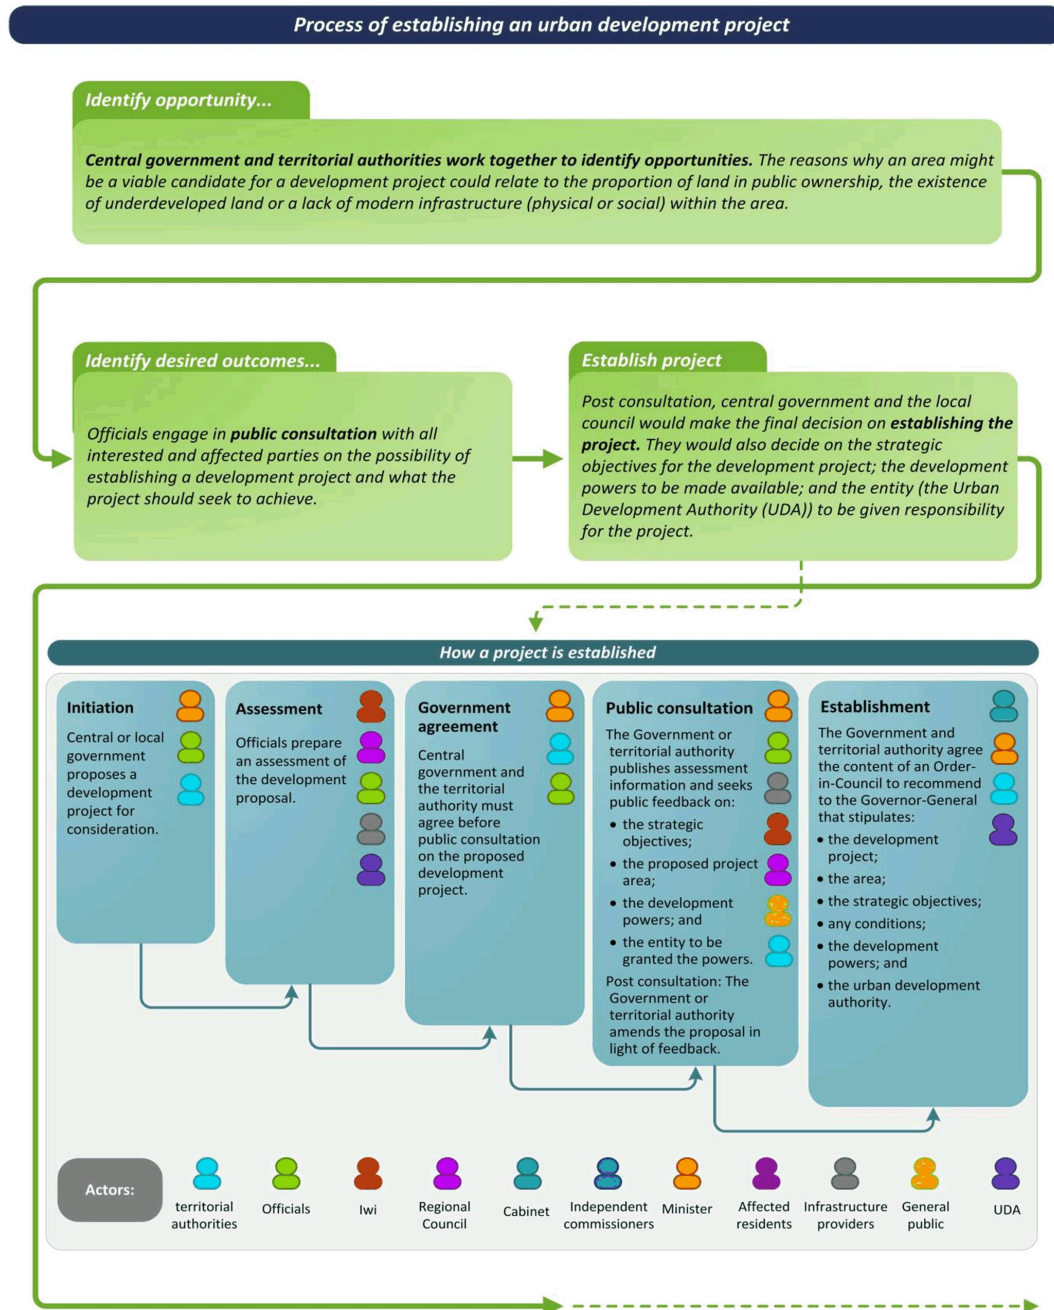 Process of establishing an urban development project
Identify opportunity...
Central government and territorial authorities work together to identify opportunities. The reasons why an area might
be a viable candidate for a development project could relate to the proportion of land in public ownership, the existence
of underdeveloped land or a lack of modern infrastructure (physical or social) within the area.
Identify desired outcomes...
Officials engage in public consultation with all
interested and affected parties on the possibility of
establishing a development project and what the
project should seek to achieve.
Establish project
Post consultation, central government and the local
council would make the final decision on establishing the
project. They would also decide on the strategic
objectives for the development project; the development
powers to be made available; and the entity (the Urban
Development Authority (UDA)) to be given responsibility
for the project.
How a project is established
Initiation
Central or local
government
proposes a
development
project for
consideration.
Assessment
Officials prepare
an assessment of
the development
proposal.
Government
agreement
Central
government and
the territorial
authority must
agree before
public consultation
on the proposed
development
project.
Public consultation
The Government or
territorial authority
publishes assessment
information and seeks
public feedback on:
• the strategic
objectives;
• the proposed project
area;
• the development
powers; and
• the entity to be
granted the powers.
Post consultation: The
Government or
territorial authority
amends the proposal in
light of feedback.
Establishment
The Government and
territorial authority agree
the content of an Order-
in-Council to recommend
to the Governor-General
that stipulates:
• the development
project;
• the area;
• the strategic objectives;
• any conditions;
• the development
powers; and
• the urban development
authority.
Actors:
territorial
authorities
Officials
Iwi
Regional
Council
Cabinet
Independent
commissioners
Minister
Affected
residents
Infrastructure
providers
General
public
UDA